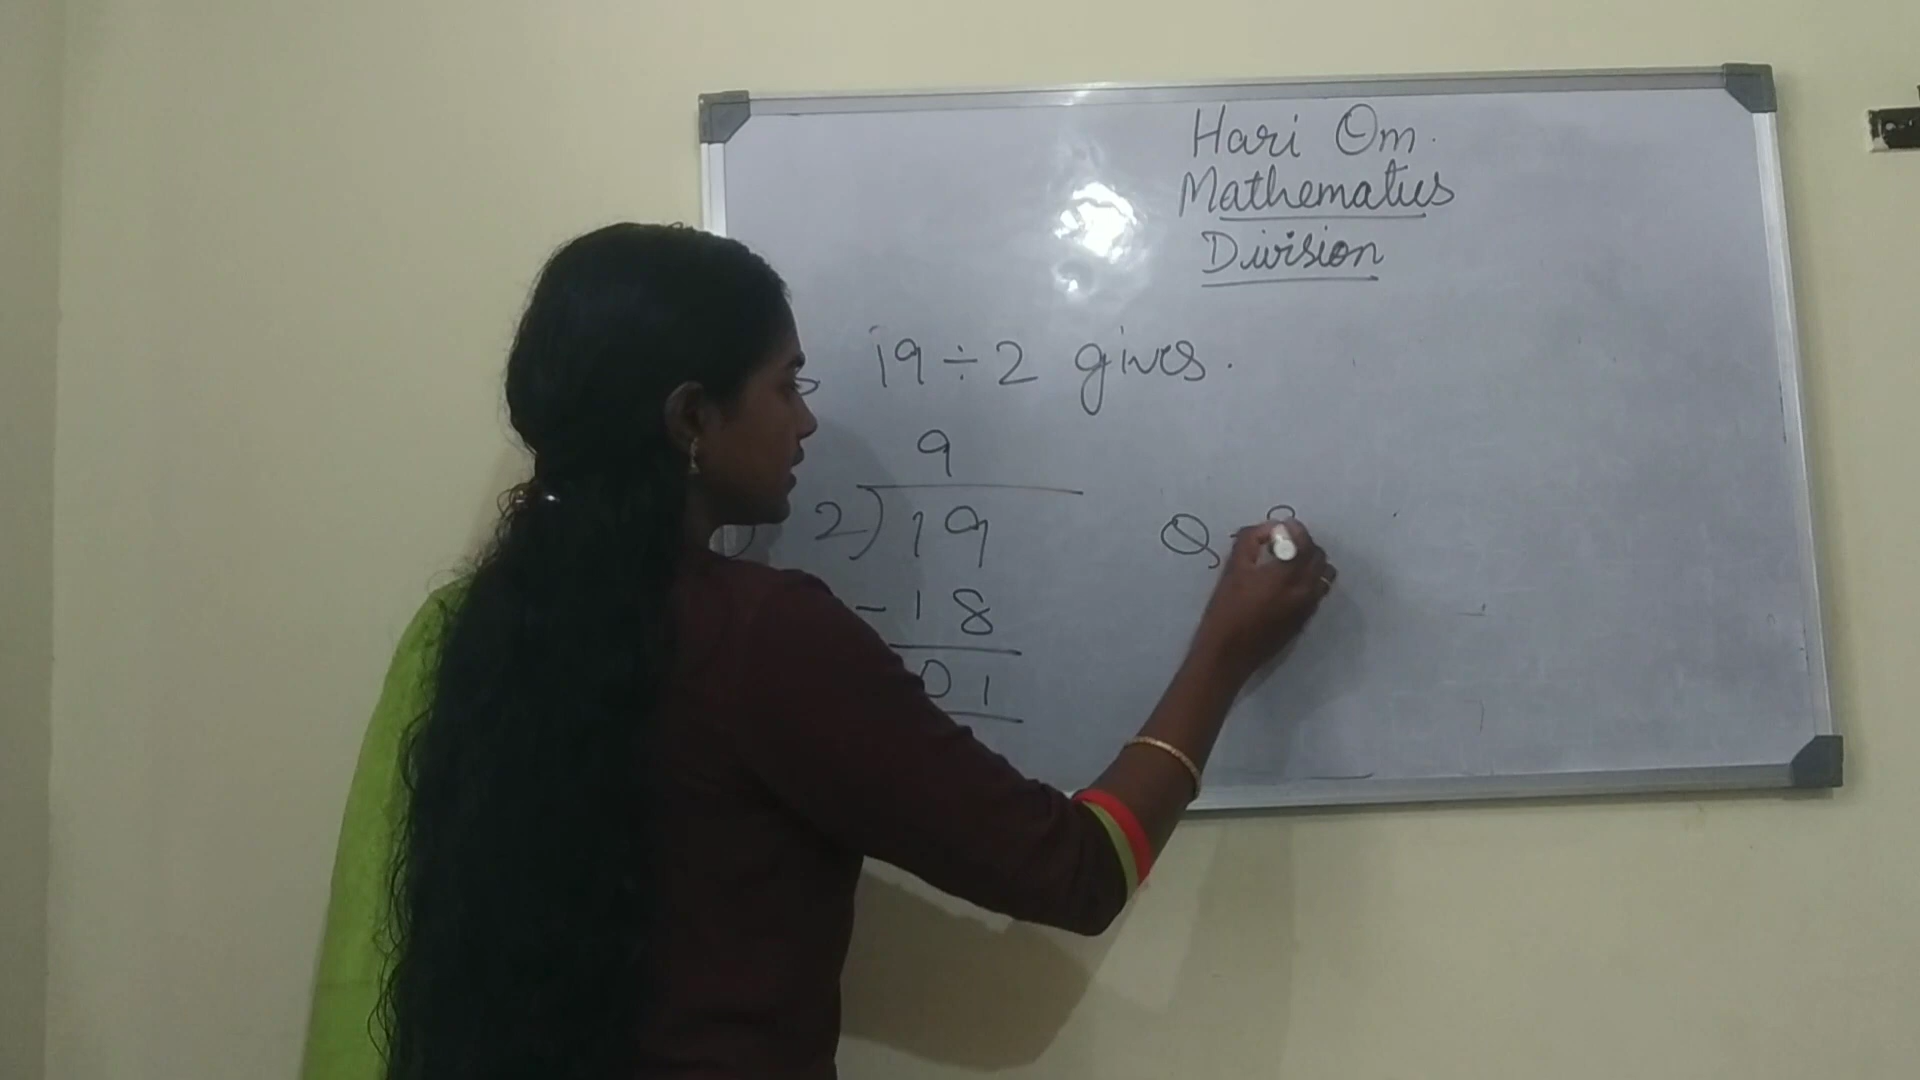 Hari Om.
Mathematics
Division
19 ÷ 2 gives.
9
2) 19
- 18
01
Q -